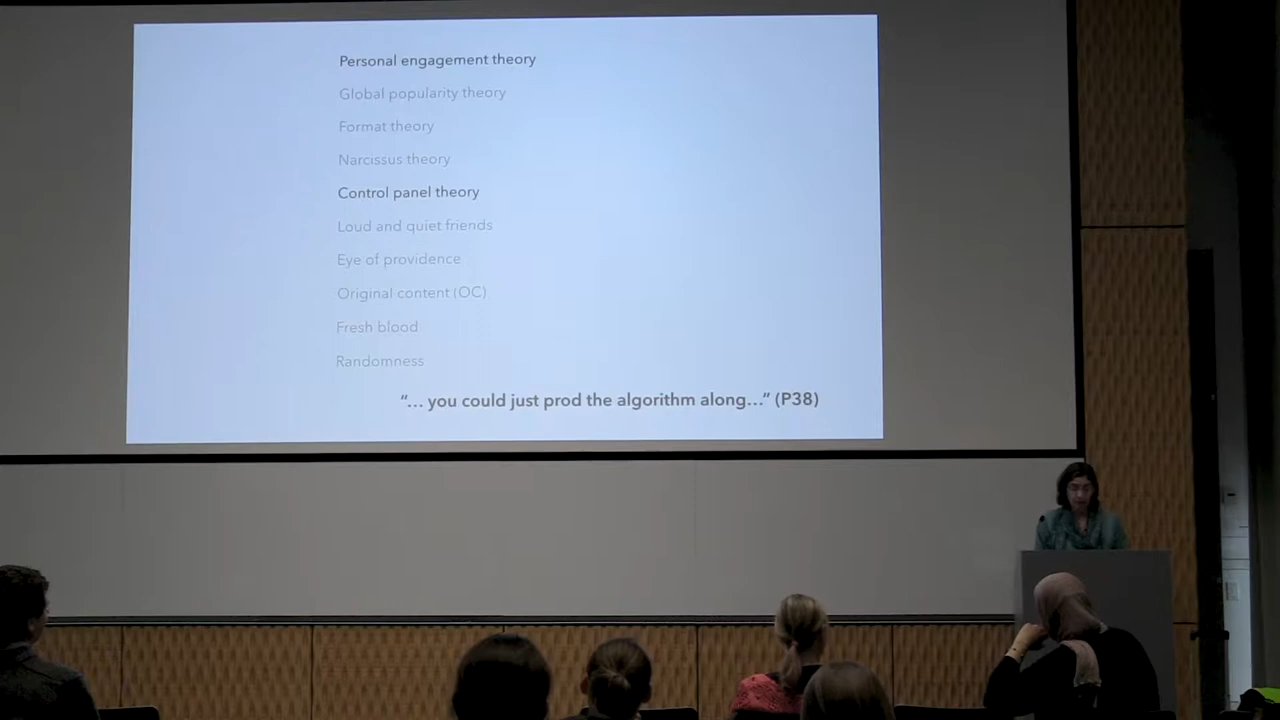 Personal engagement theory
Global popularity theory
Format theory
Narcissus theory
Control panel theory
Loud and quiet friends
Eye of providence
Original content (OC)
Fresh blood
Randomness
“... you could just prod the algorithm along...” (P38)